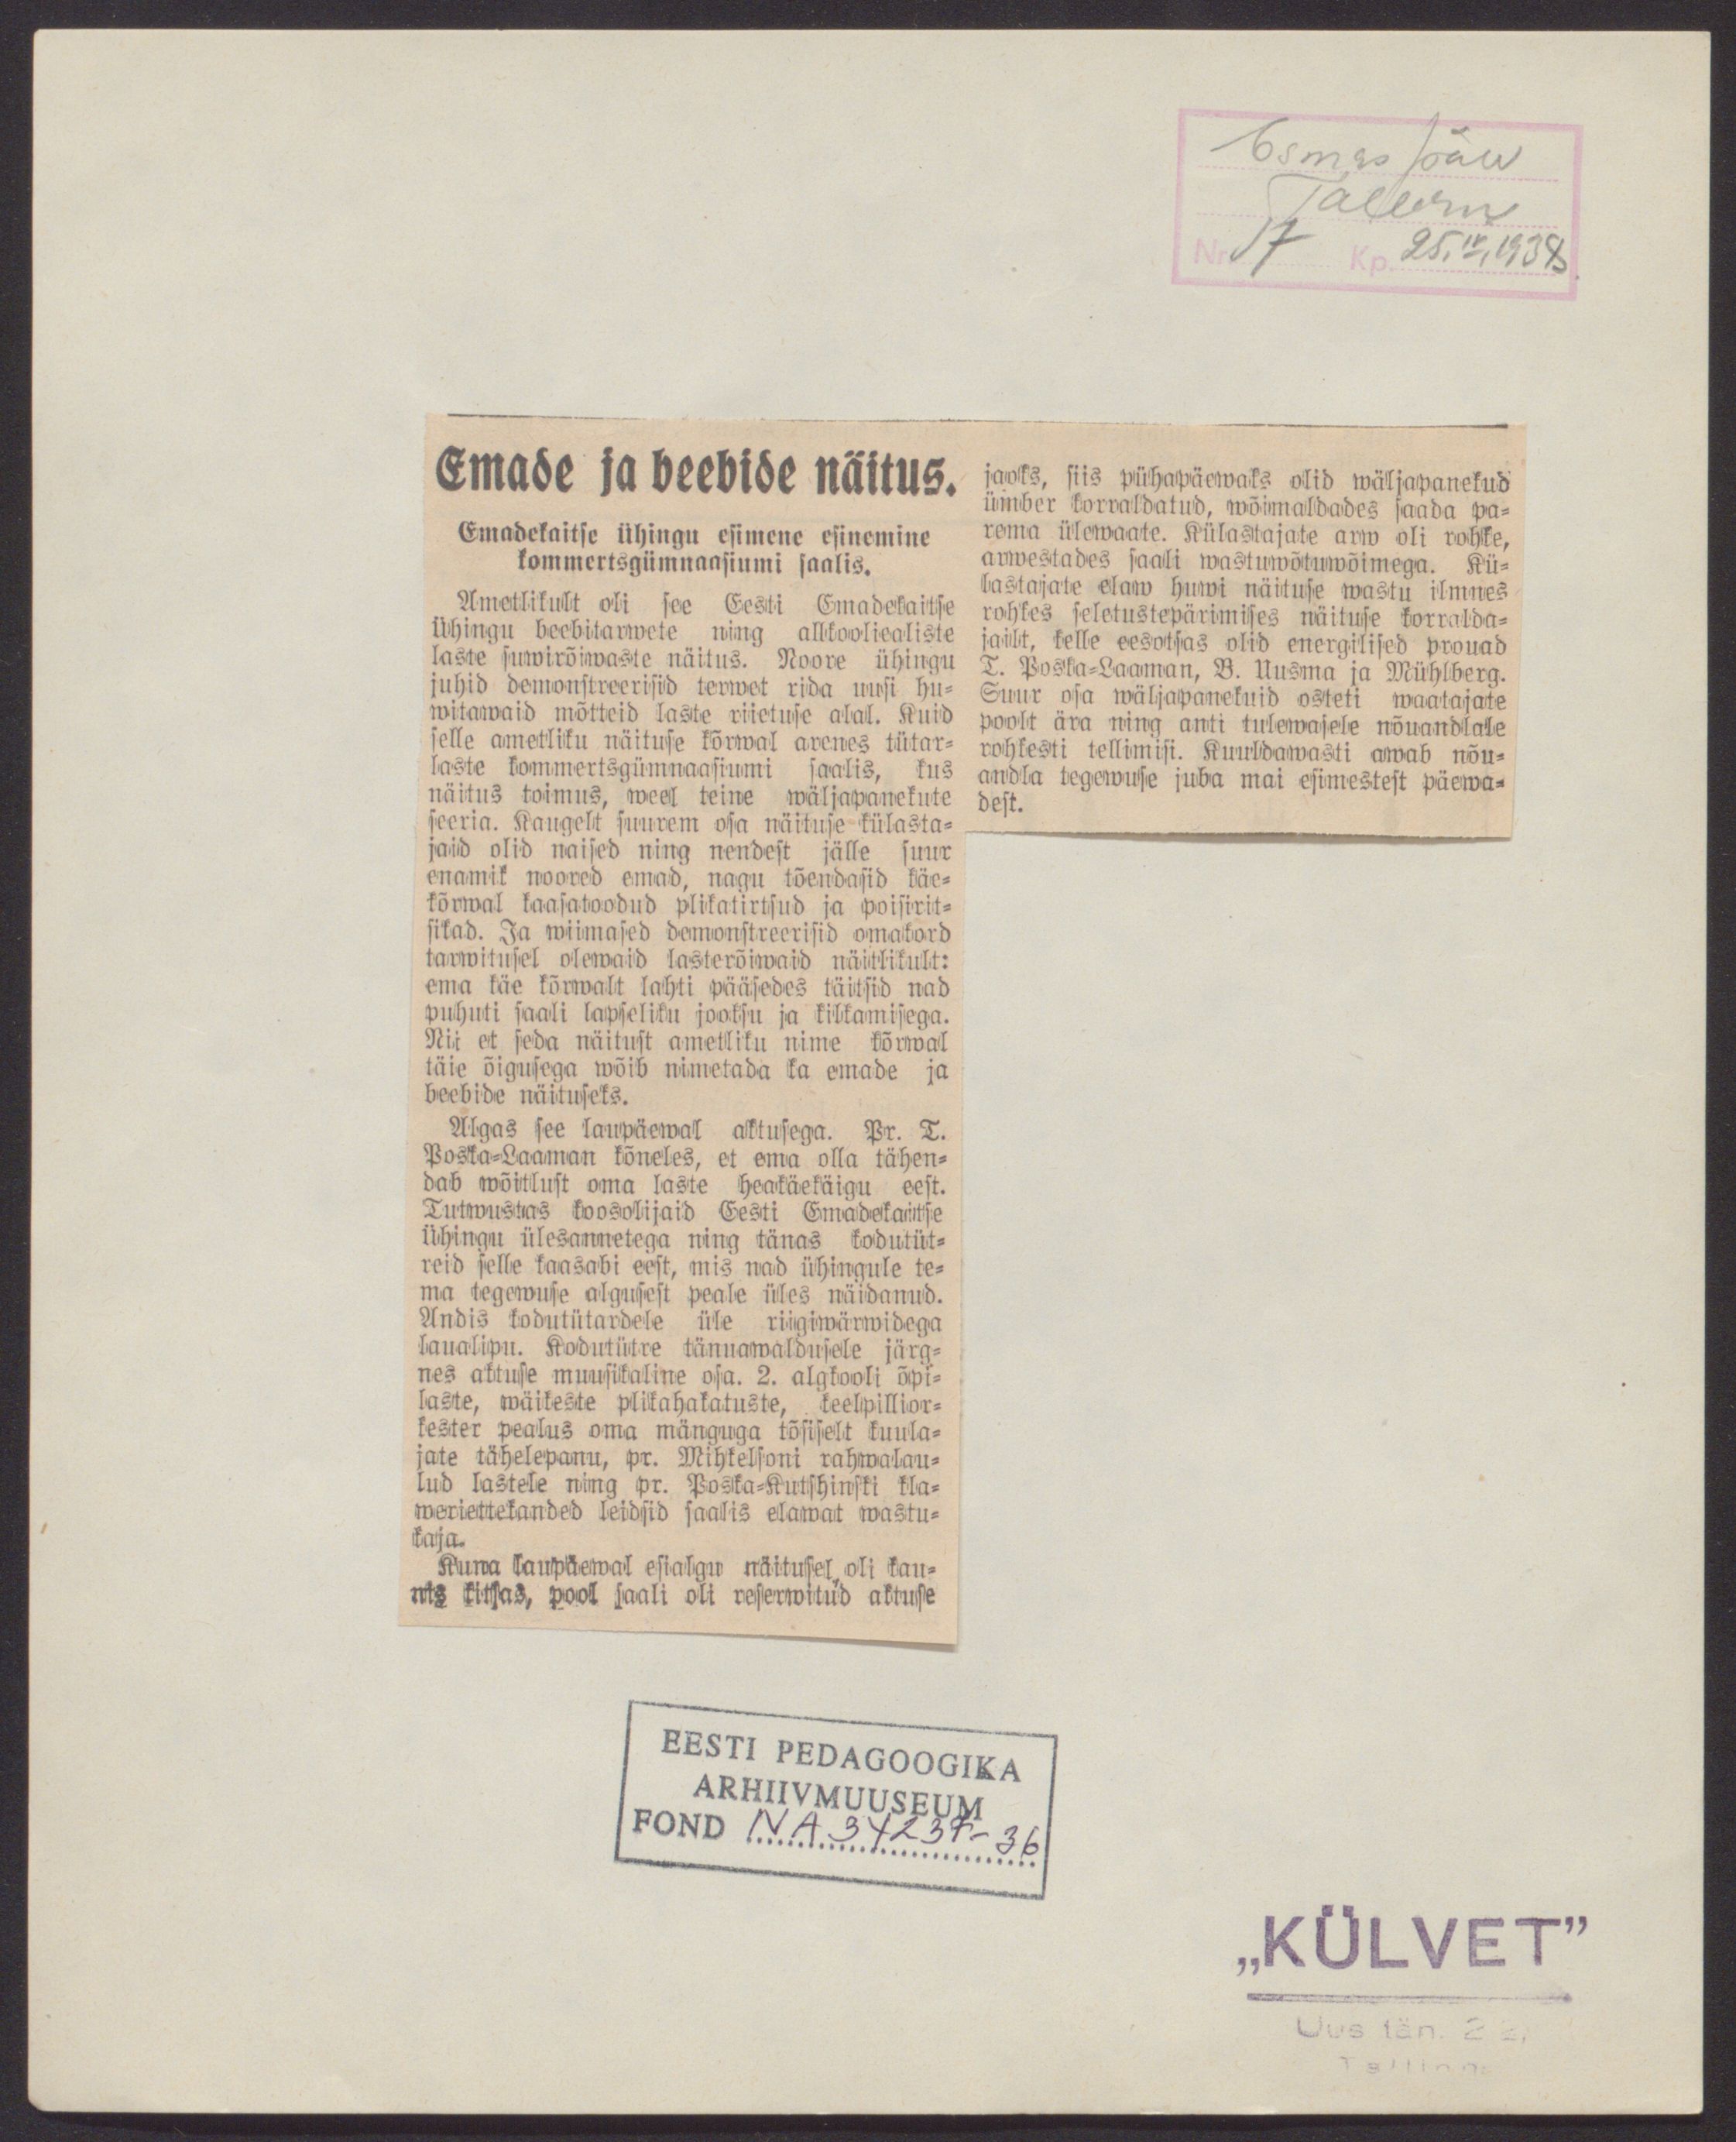 Esmaspäew
Tallinn
Nr. 17 Kp. 25.IV.1938
Emade ja beebide näitus.
Emadekaitse ühingu esimene esinemine
kommertsgümnaasiumi saalis.
Ametlikult oli see Eesti Emadekaitse
Ühingu beebitarwete ning allkooliealiste
laste suwirõiwaste näitus. Noore ühingu
juhid demonstreerisid terwet rida uusi hu-
witawaid mõtteid laste riietuse alal. Kuid
selle ametliku näituse kõrwal arenes tütar-
laste kommertsgümnaasiumi saalis, kus
näitus toimus, weel teine wäljapanekute
seeria. Kaugelt suurem osa näituse külasta-
jaid olid naised ning nendest jälle suur
enamik noored emad, nagu tõendasid käe-
kõrwal kaasatoodud plikatirtsud ja poisirit-
sikad. Ja wiimased demonstreerisid omakord
tarwitusel olewaid lasterõiwaid näitlikult:
ema käe kõrwalt lahti pääsedes täitsid nad
puhuti saali lapseliku jooksu ja kilkamisega.
Nii et seda näitust ametliku nime kõrwal
täie õigusega wõib nimetada ka emade ja
beebide näituseks.
Algas see laupäewal aktusega. Pr. T.
Poska-Laaman kõneles, et ema olla tähen-
dab wõitlust oma laste heakäekäigu eest.
Tutwustas koosolijaid Eesti Emadekaitse
Ühingu ülesannetega ning tänas kodutüt-
reid selle kaasabi eest, mis nad ühingule te-
ma tegewuse algusest peale üles näidanud.
Andis kodutütardele üle riigiwärwidega
laualipu. Kodutütre tänuawaldusele järg-
nes aktuse muusikaline osa. 2. algkooli õpi-
laste, wäikeste plikahakatuste, keelpillior-
kester pealus oma mänguga tõsiselt kuula-
jate tähelepanu, pr. Mihkelsoni rahwalau-
lud lastele ning pr. Poska-Kutshinski kla-
weriettekanded leidsid saalis elawat wastu-
kaja.
Kuna laupäewal esialgu näitusel oli kau-
nis kitsas, pool saali oli reserwitud aktuse
jaoks, siis pühapäewaks olid wäljapanekud
ümber korraldatud, wõimaldades saada pa-
rema ülewaate. Külastajate arw oli rohke,
arwestades saali wastuwõtuwõimega. Kü-
lastajate elaw huwi näituse wastu ilmnes
rohkes seletustepärimises näituse korralda-
jailt, kelle eesotsas olid energilised prouad
T. Poska-Laaman, B. Uusma ja Mühlberg.
Suur osa wäljapanekuid osteti waatajate
poolt ära ning anti tulewasele nõuandlale
rohkesti tellimisi. Kuuldawasti awab nõu-
andla tegewuse juba mai esimestest päewa-
dest.
EESTI PEDAGOOGIKA
ARHIIVMUUSEUM
FOND NA 34237-36
„KÜLVET”
Uus tän. 22,
Tallinn